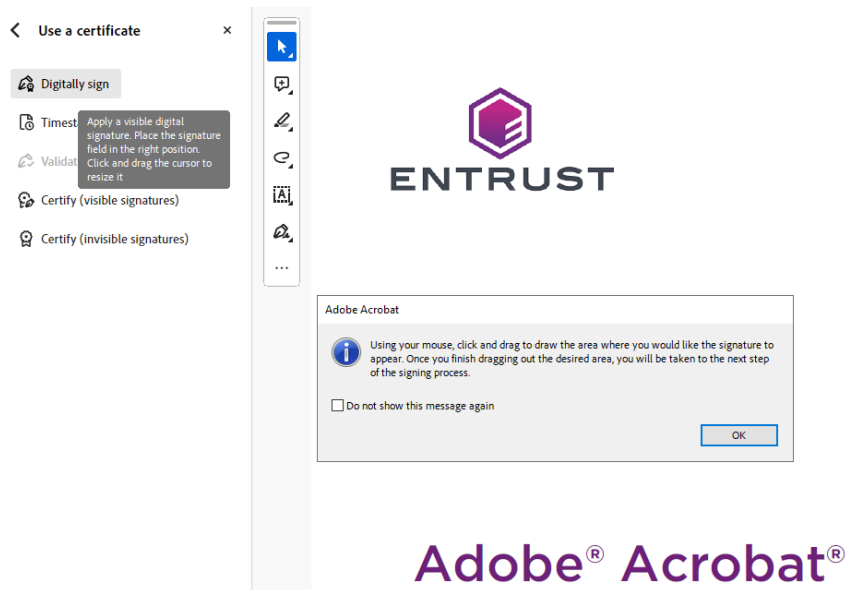 Use a certificate
Digitally sign
Timest
Apply a visible digital
signature. Place the signature
field in the right position.
Click and drag the cursor to
resize it
Validat
Certify (visible signatures)
Certify (invisible signatures)
A
ENTRUST
Adobe Acrobat
Using your mouse, click and drag to draw the area where you would like the signature to
appear. Once you finish dragging out the desired area, you will be taken to the next step
of the signing process.
Do not show this message again
OK
Adobe® Acrobat®